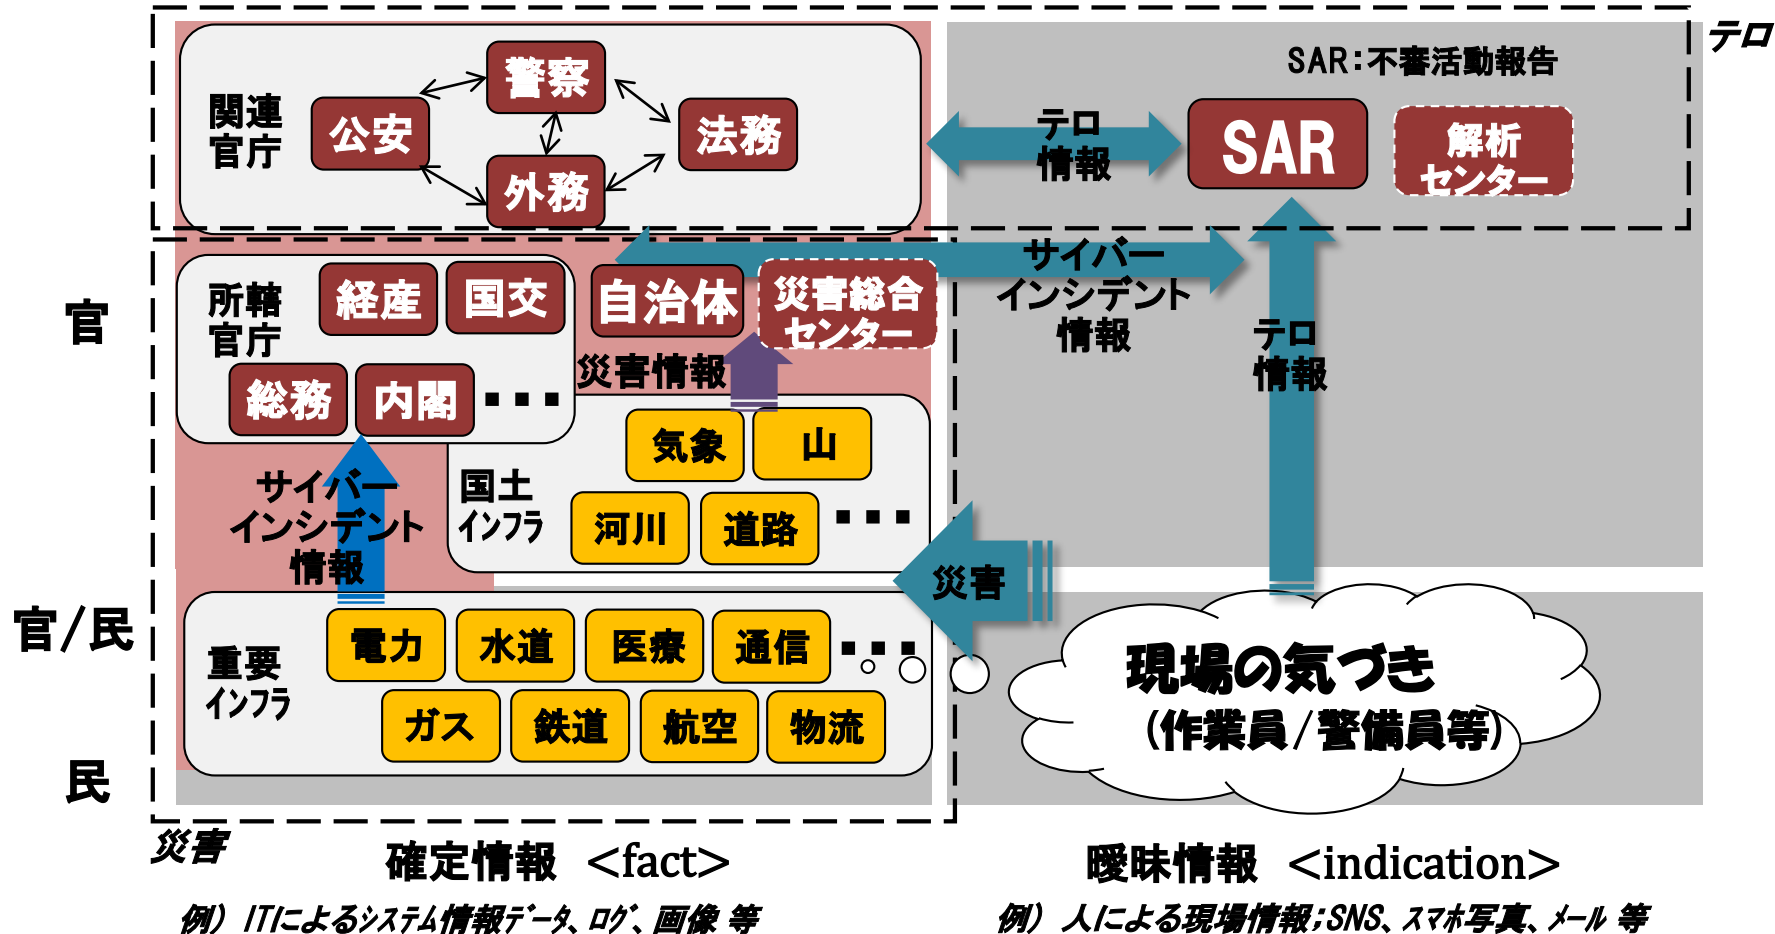 テロ
SAR：不審活動報告
関連
官庁
警察
公安
法務
外務
テロ
情報
SAR
解析
センター
サイバー
インシデント
情報
官
所轄
官庁
経産
国交
自治体
災害総合
センター
総務
内閣
・・・
災害情報
テロ
情報
気象
山
サイバー
インシデント
情報
国土
インフラ
河川
道路
・・・
災害
官/民
重要
インフラ
電力
水道
医療
通信
・・・
ガス
鉄道
航空
物流
現場の気づき
(作業員/警備員等)
民
災害
確定情報 <fact>
曖昧情報 <indication>
例) ITによるシステム情報データ、ログ、画像 等
例) 人による現場情報;SNS、スマホ写真、メール 等